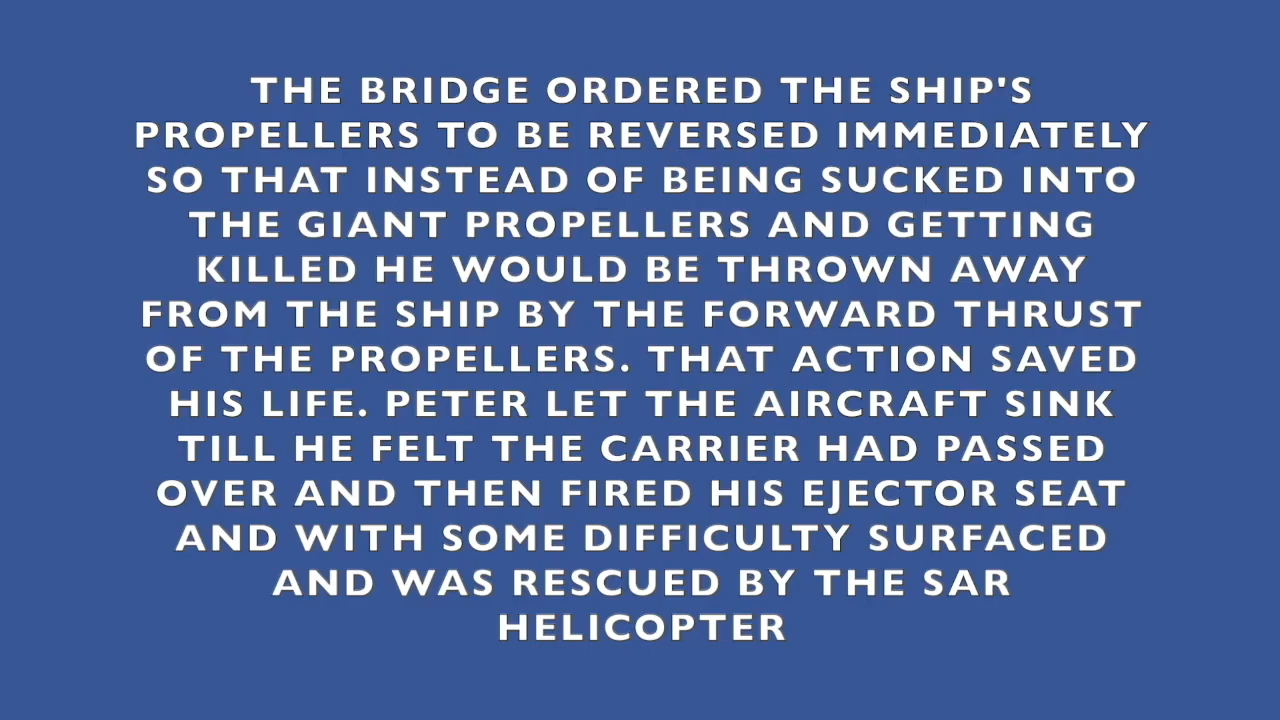 THE BRIDGE ORDERED THE SHIP'S
PROPELLERS TO BE REVERSED IMMEDIATELY
SO THAT INSTEAD OF BEING SUCKED INTO
THE GIANT PROPELLERS AND GETTING
KILLED HE WOULD BE THROWN AWAY
FROM THE SHIP BY THE FORWARD THRUST
OF THE PROPELLERS. THAT ACTION SAVED
HIS LIFE. PETER LET THE AIRCRAFT SINK
TILL HE FELT THE CARRIER HAD PASSED
OVER AND THEN FIRED HIS EJECTOR SEAT
AND WITH SOME DIFFICULTY SURFACED
AND WAS RESCUED BY THE SAR
HELICOPTER